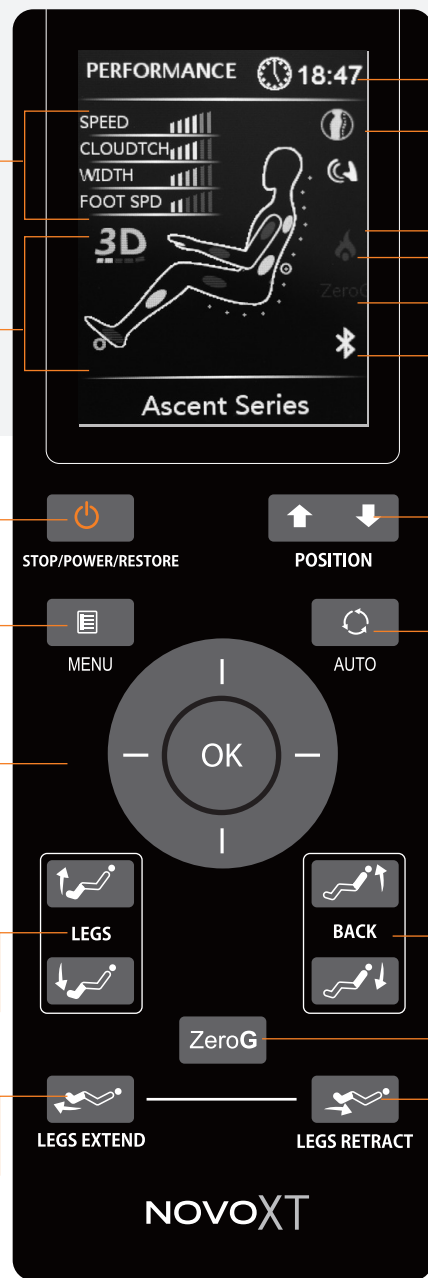 PERFORMANCE 18:47
SPEED
CLOUDTCH
WIDTH
FOOT SPD
3D
ZeroG
Ascent Series
STOP/POWER/RESTORE
POSITION
MENU
AUTO
OK
LEGS
BACK
ZeroG
LEGS EXTEND
LEGS RETRACT
NOVOXT